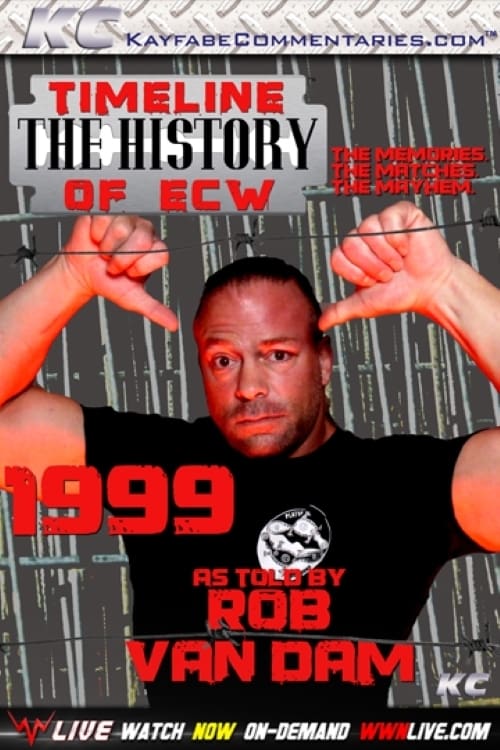 KC KAYFABECOMMENTARIES.COM™
TIMELINE
THE HISTORY
OF ECW
THE MEMORIES.
THE MATCHES.
THE MAYHEM.
1999
AS TOLD BY
ROB
VAN DAM
KC
LIVE WATCH NOW ON-DEMAND WWNLIVE.COM